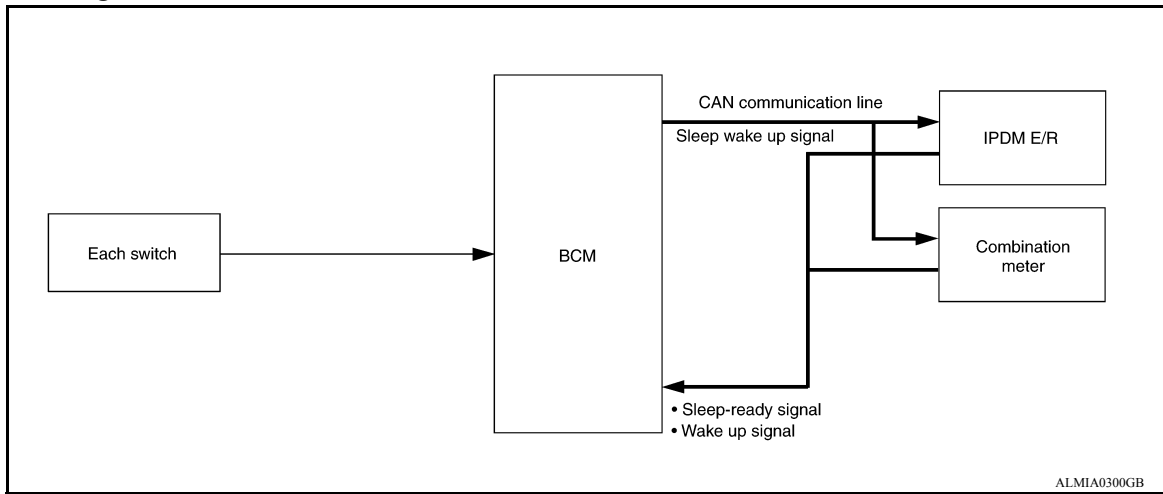 CAN communication line
Sleep wake up signal
IPDM E/R
Each switch
BCM
Combination
meter
• Sleep-ready signal
• Wake up signal
ALMIA0300GB